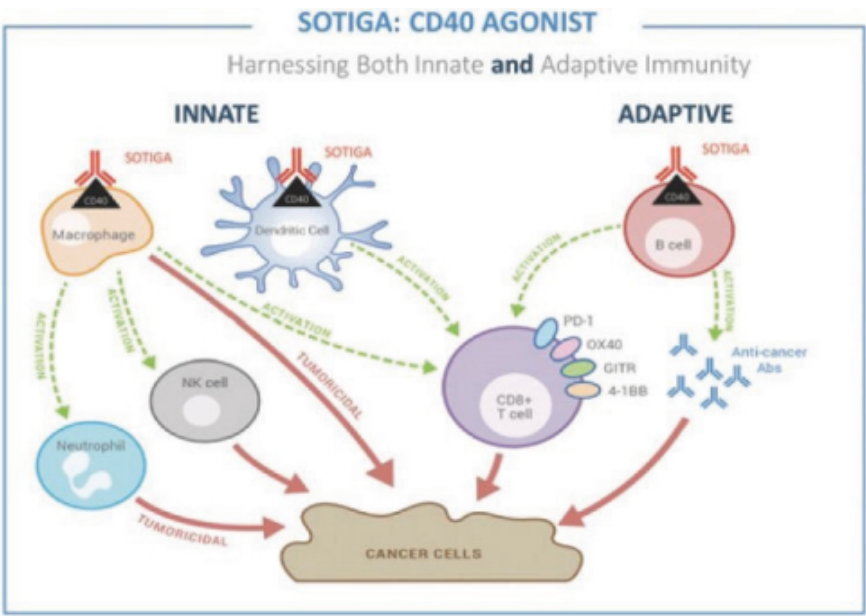 SOTIGA: CD40 AGONIST
Harnessing Both Innate and Adaptive Immunity
INNATE
ADAPTIVE
SOTIGA
SOTIGA
SOTIGA
CD40
CD40
CD40
Macrophage
Dendritic Cell
B cell
ACTIVATION
ACTIVATION
ACTIVATION
ACTIVATION
ACTIVATION
ACTIVATION
TUMORICIDAL
PD-1
OX40
GITR
4-1BB
Anti-cancer
Abs
NK cell
CD8+
T cell
Neutrophil
TUMORICIDAL
CANCER CELLS